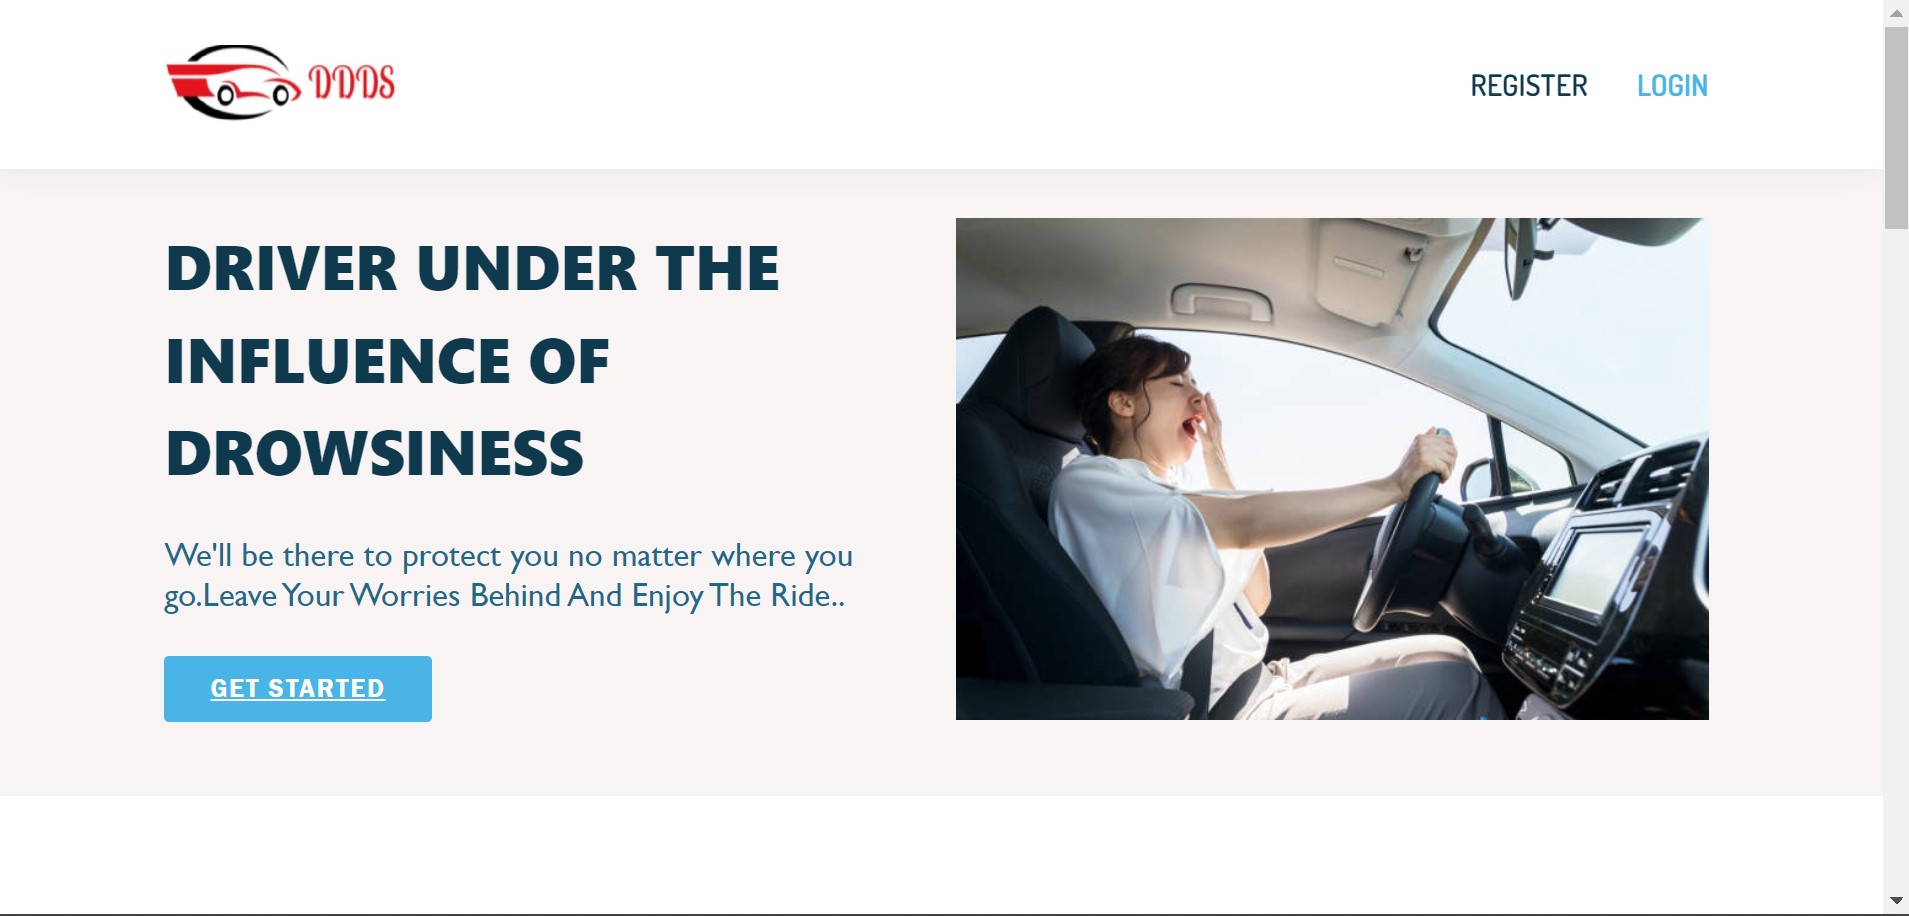 DDDS
REGISTER LOGIN
DRIVER UNDER THE
INFLUENCE OF
DROWSINESS
We'll be there to protect you no matter where you
go.Leave Your Worries Behind And Enjoy The Ride..
GET STARTED